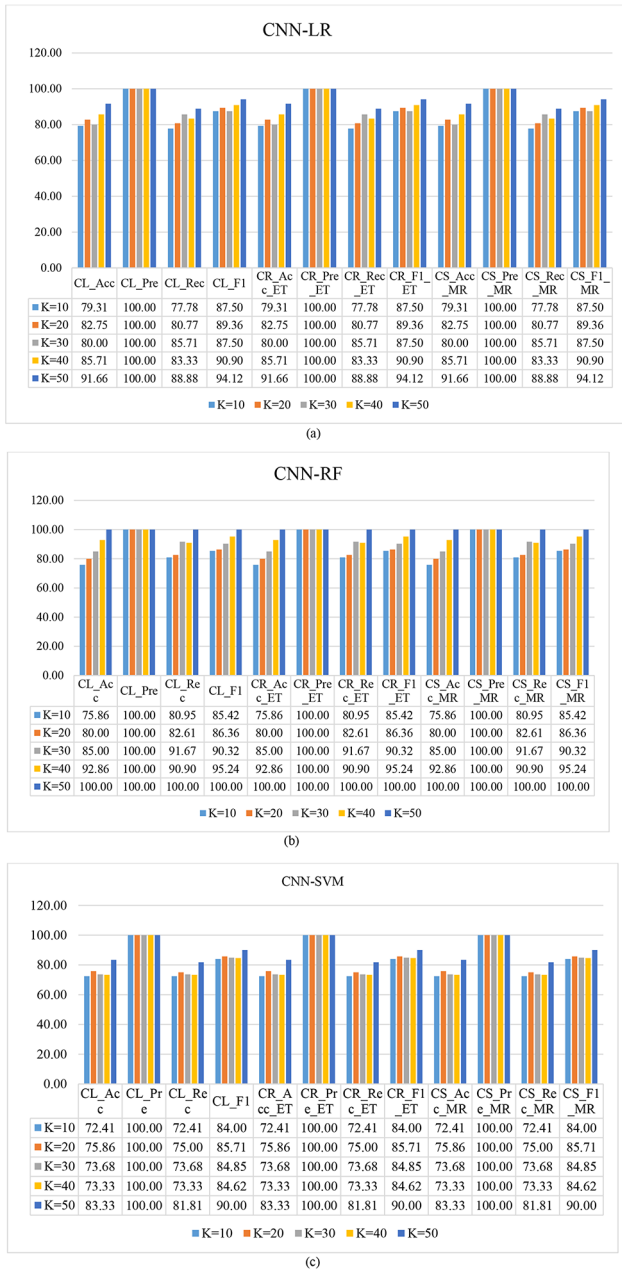 CNN-LR
120.00
100.00
80.00
60.00
40.00
20.00
0.00
CL_Acc CL_Pre CL_Rec CL_F1 CR_Ac c_ET CR_Pre _ET CR_Rec _ET CR_F1_ ET CS_Acc _MR CS_Pre _MR CS_Rec _MR CS_F1_ MR
K=10 79.31 100.00 77.78 87.50 79.31 100.00 77.78 87.50 79.31 100.00 77.78 87.50
K=20 82.75 100.00 80.77 89.36 82.75 100.00 80.77 89.36 82.75 100.00 80.77 89.36
K=30 80.00 100.00 85.71 87.50 80.00 100.00 85.71 87.50 80.00 100.00 85.71 87.50
K=40 85.71 100.00 83.33 90.90 85.71 100.00 83.33 90.90 85.71 100.00 83.33 90.90
K=50 91.66 100.00 88.88 94.12 91.66 100.00 88.88 94.12 91.66 100.00 88.88 94.12
K=10 K=20 K=30 K=40 K=50
(a)
CNN-RF
120.00
100.00
80.00
60.00
40.00
20.00
0.00
CL_Ac c CL_Pre CL_Re c CL_F1 CR_Ac c_ET CR_Pre _ET CR_Re c_ET CR_F1 _ET CS_Ac c_MR CS_Pre _MR CS_Re c_MR CS_F1 _MR
K=10 75.86 100.00 80.95 85.42 75.86 100.00 80.95 85.42 75.86 100.00 80.95 85.42
K=20 80.00 100.00 82.61 86.36 80.00 100.00 82.61 86.36 80.00 100.00 82.61 86.36
K=30 85.00 100.00 91.67 90.32 85.00 100.00 91.67 90.32 85.00 100.00 91.67 90.32
K=40 92.86 100.00 90.90 95.24 92.86 100.00 90.90 95.24 92.86 100.00 90.90 95.24
K=50 100.00 100.00 100.00 100.00 100.00 100.00 100.00 100.00 100.00 100.00 100.00 100.00
K=10 K=20 K=30 K=40 K=50
(b)
CNN-SVM
120.00
100.00
80.00
60.00
40.00
20.00
0.00
CL_Ac c CL_Pr e CL_Re c CL_F1 CR_A cc_ET CR_Pr e_ET CR_Re c_ET CR_F1 _ET CS_Ac c_MR CS_Pr e_MR CS_Re c_MR CS_F1 _MR
K=10 72.41 100.00 72.41 84.00 72.41 100.00 72.41 84.00 72.41 100.00 72.41 84.00
K=20 75.86 100.00 75.00 85.71 75.86 100.00 75.00 85.71 75.86 100.00 75.00 85.71
K=30 73.68 100.00 73.68 84.85 73.68 100.00 73.68 84.85 73.68 100.00 73.68 84.85
K=40 73.33 100.00 73.33 84.62 73.33 100.00 73.33 84.62 73.33 100.00 73.33 84.62
K=50 83.33 100.00 81.81 90.00 83.33 100.00 81.81 90.00 83.33 100.00 81.81 90.00
K=10 K=20 K=30 K=40 K=50
(c)